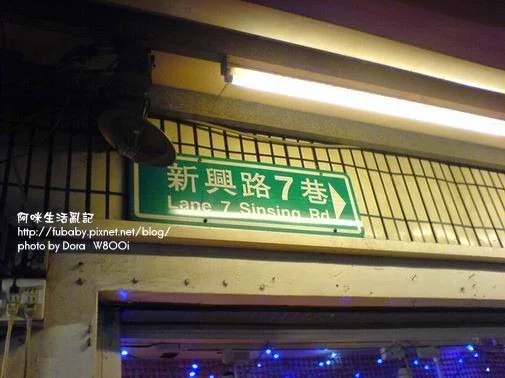 新興路7巷
Lane 7 Sinsing Rd
阿咪生活亂記
http://fubaby.pixnet.net/blog/
photo by Dora W800i